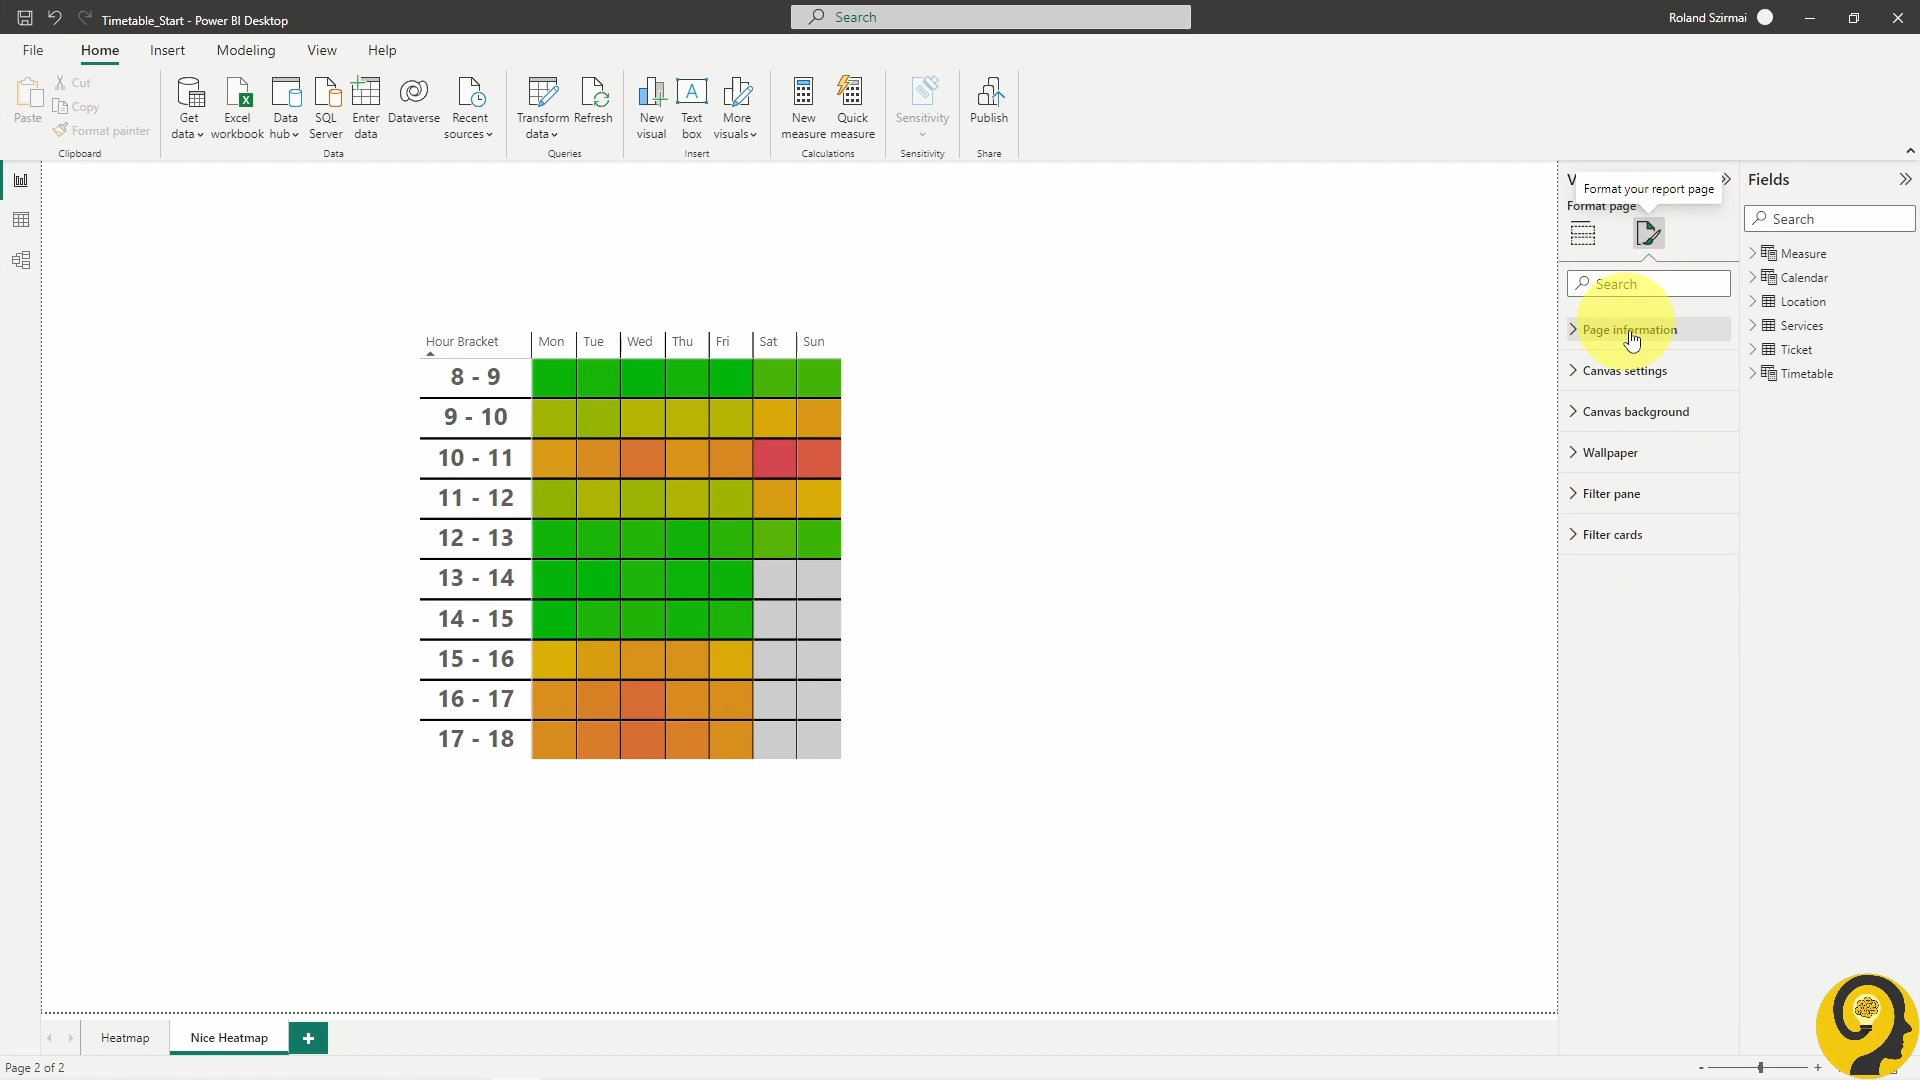 Timetable_Start - Power BI Desktop
Search
Roland Szirmai
File
Home
Insert
Modeling
View
Help
Paste
Cut
Copy
Format painter
Clipboard
Get data
Excel workbook
Data hub
SQL Server
Enter data
Dataverse
Recent sources
Data
Transform data
Refresh
Queries
New visual
Text box
More visuals
Insert
New measure
Quick measure
Calculations
Sensitivity
Sensitivity
Publish
Share
Format your report page
Format page
Search
Page information
Canvas settings
Canvas background
Wallpaper
Filter pane
Filter cards
Fields
Search
Measure
Calendar
Location
Services
Ticket
Timetable
Hour Bracket Mon Tue Wed Thu Fri Sat Sun
8 - 9
9 - 10
10 - 11
11 - 12
12 - 13
13 - 14
14 - 15
15 - 16
16 - 17
17 - 18
Heatmap
Nice Heatmap
Page 2 of 2